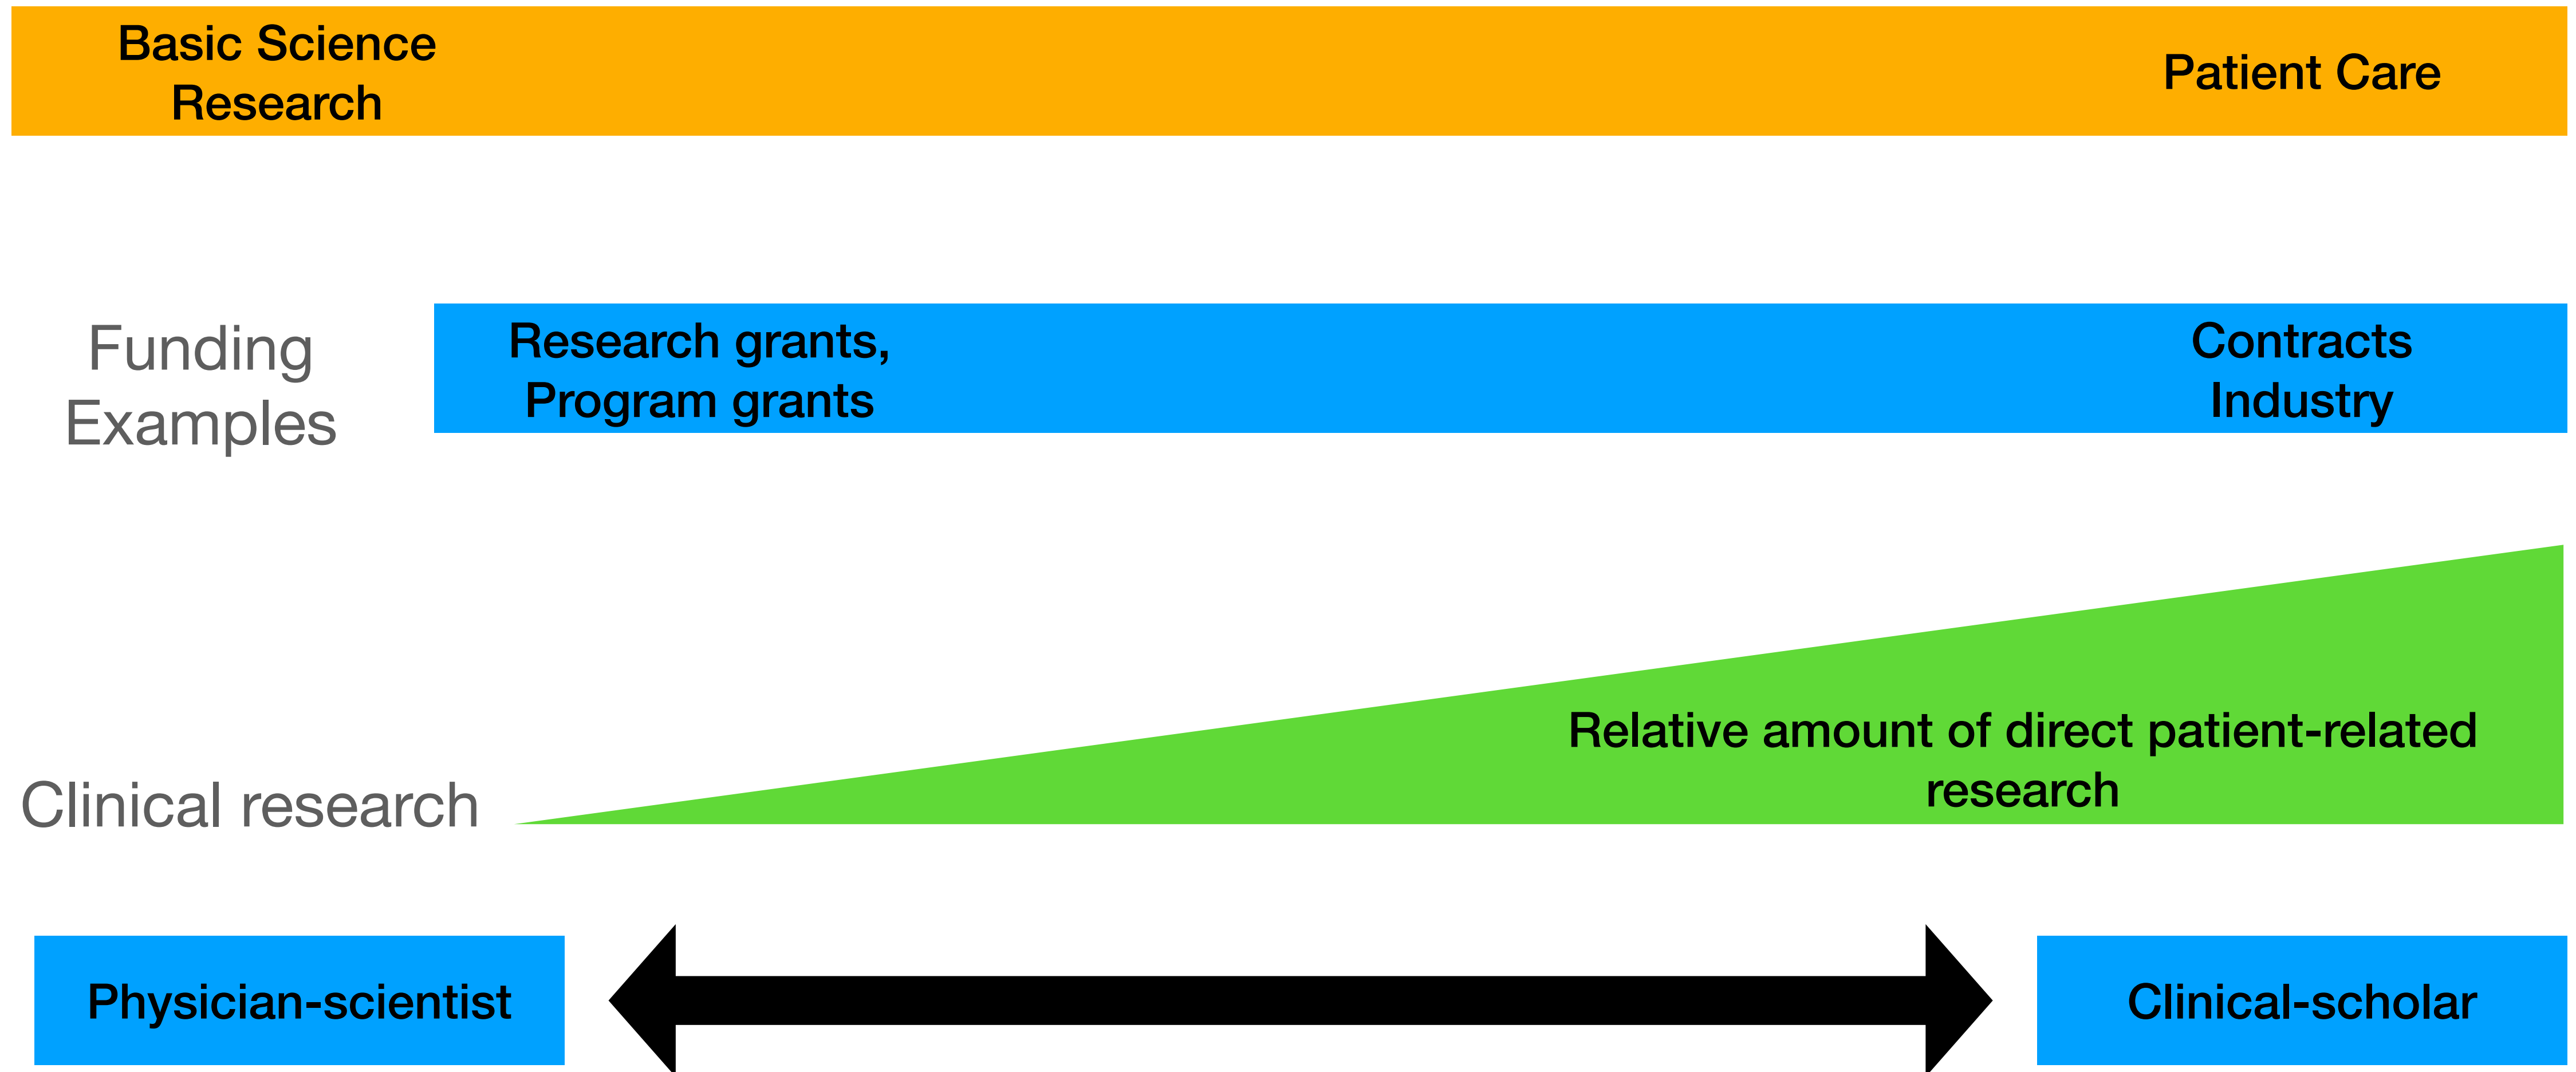 Basic Science
Research
Patient Care
Funding
Examples
Research grants,
Program grants
Contracts
Industry
Relative amount of direct patient-related
research
Clinical research
Physician-scientist
Clinical-scholar